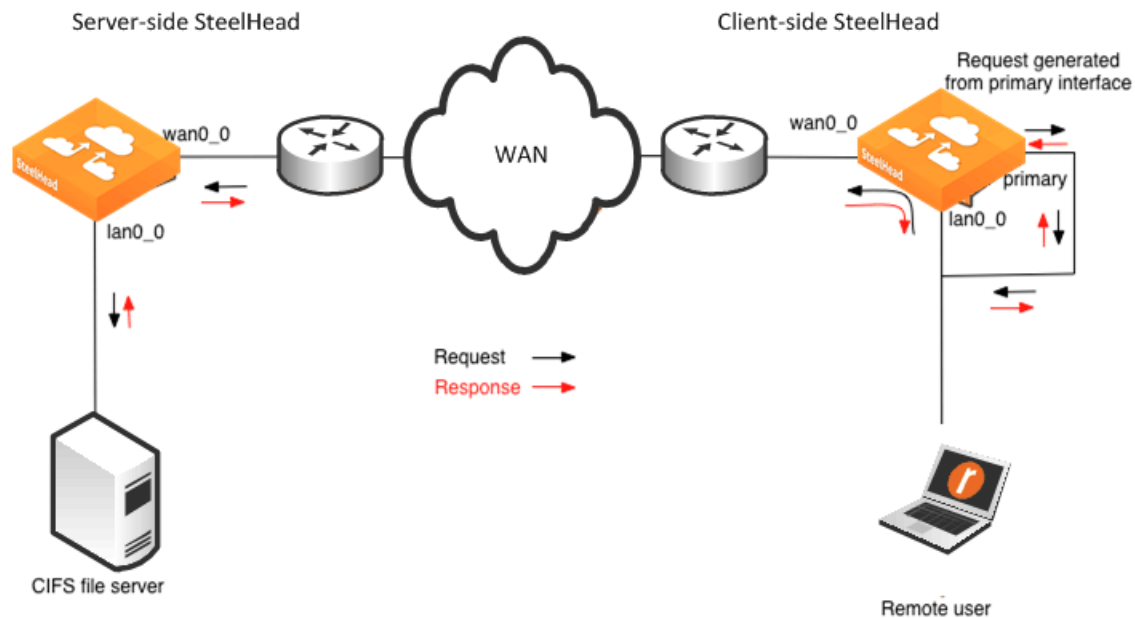 Server-side SteelHead
Client-side SteelHead
Request generated
from primary interface
wan0_0
wan0_0
WAN
SteelHead
SteelHead
primary
lan0_0
lan0_0
Request
Response
r
CIFS file server
Remote user